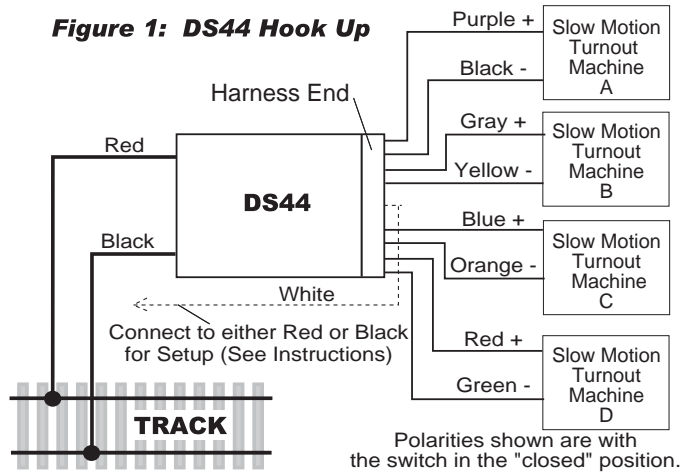 Figure 1: DS44 Hook Up
Purple +
Black -
Slow Motion
Turnout
Machine
A
Harness End
Gray +
Yellow -
Slow Motion
Turnout
Machine
B
Red
Black
DS44
Blue +
Orange -
Slow Motion
Turnout
Machine
C
White
Connect to either Red or Black
for Setup (See Instructions)
Red +
Green -
Slow Motion
Turnout
Machine
D
TRACK
Polarities shown are with
the switch in the "closed" position.